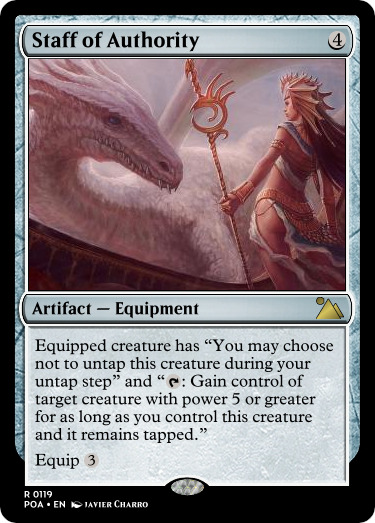 Staff of Authority 4
Artifact — Equipment
Equipped creature has “You may choose
not to untap this creature during your
untap step” and “: Gain control of
target creature with power 5 or greater
for as long as you control this creature
and it remains tapped.”
Equip 3
R 0119
POA • EN Javier Charro